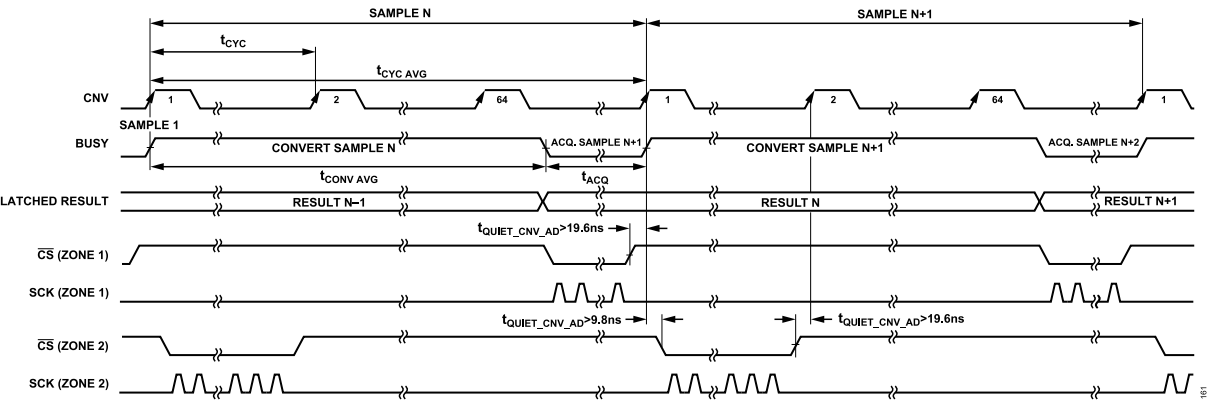 SAMPLE N
SAMPLE N+1
tCYC
tCYC AVG
CNV
1
2
64
1
2
64
1
SAMPLE 1
BUSY
CONVERT SAMPLE N
ACQ. SAMPLE N+1
CONVERT SAMPLE N+1
ACQ. SAMPLE N+2
tCONV AVG
tACQ
LATCHED RESULT
RESULT N–1
RESULT N
RESULT N+1
tQUIET_CNV_AD>19.6ns
CS (ZONE 1)
SCK (ZONE 1)
tQUIET_CNV_AD>9.8ns
tQUIET_CNV_AD>19.6ns
CS (ZONE 2)
SCK (ZONE 2)
161